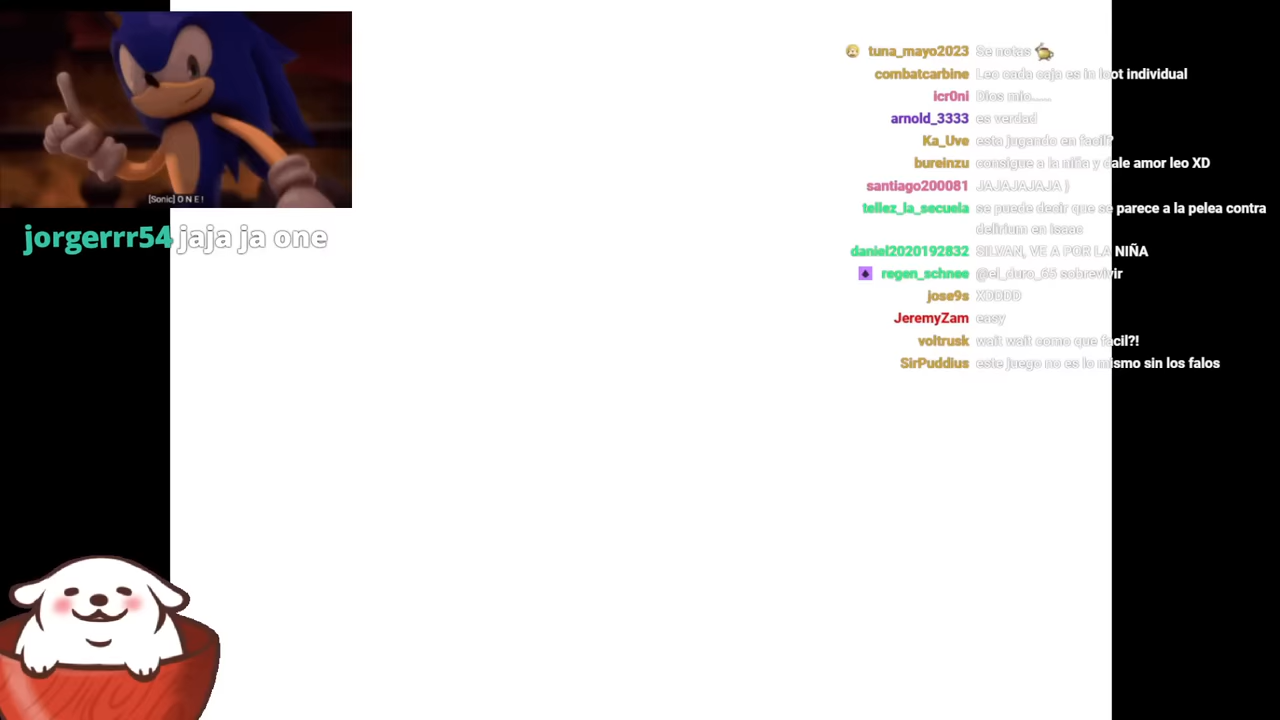 [Sonic] O N E !
jorgerrr54 jaja ja one
tuna_mayo2023 Se notas
combatcarbine Leo cada caja es in loot individual
icr0ni Dios mio.....
arnold_3333 es verdad
Ka_Uve esta jugando en facil?
bureinzu consigue a la niña y dale amor leo XD
santiago200081 JAJAJAJAJA )
tellez_la_secuela se puede decir que se parece a la pelea contra
delirium en isaac
daniel2020192832 SILVAN, VE A POR LA NIÑA
regen_schnee @el_duro_65 sobrevivir
jose9s XDDDD
JeremyZam easy
voltrusk wait wait como que facil?!
SirPuddius este juego no es lo mismo sin los falos